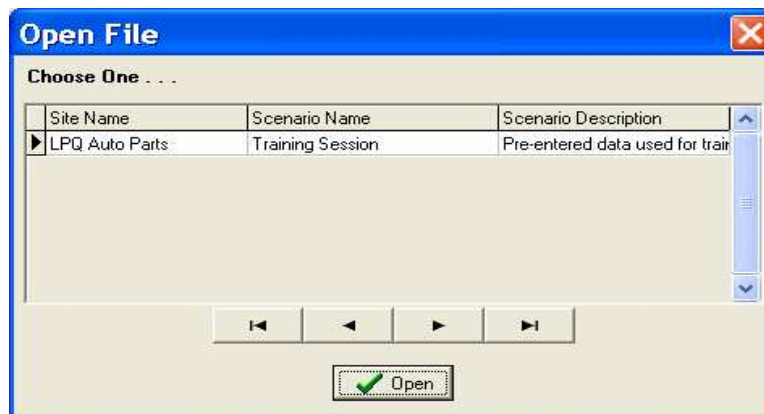 Open File
Choose One . . .
Site Name Scenario Name Scenario Description
LPQ Auto Parts Training Session Pre-entered data used for train
Open